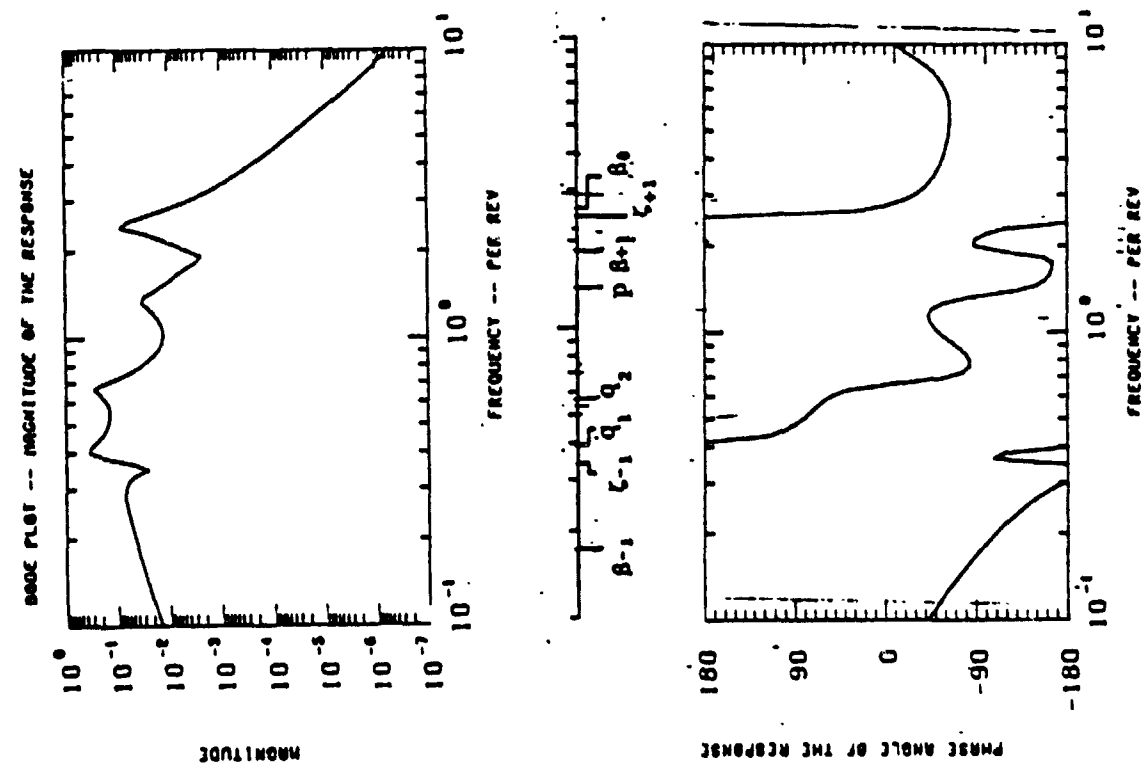 BODE PLOT -- MAGNITUDE OF THE RESPONSE
MAGNITUDE
10⁰
10⁻¹
10⁻²
10⁻³
10⁻⁴
10⁻⁵
10⁻⁶
10⁻⁷
10⁻¹ 10⁰ 10¹
FREQUENCY -- PER REV
β₋₁ ζ₋₁ q₁ q₂ p β₊₁ ζ₊₁ β₀
PHASE ANGLE OF THE RESPONSE
180
90
0
-90
-180
10⁻¹ 10⁰ 10¹
FREQUENCY -- PER REV